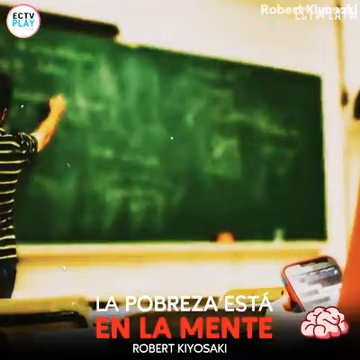 ECTV
PLAY
Robert Kiyosaki
LA POBREZA ESTÁ
EN LA MENTE
ROBERT KIYOSAKI